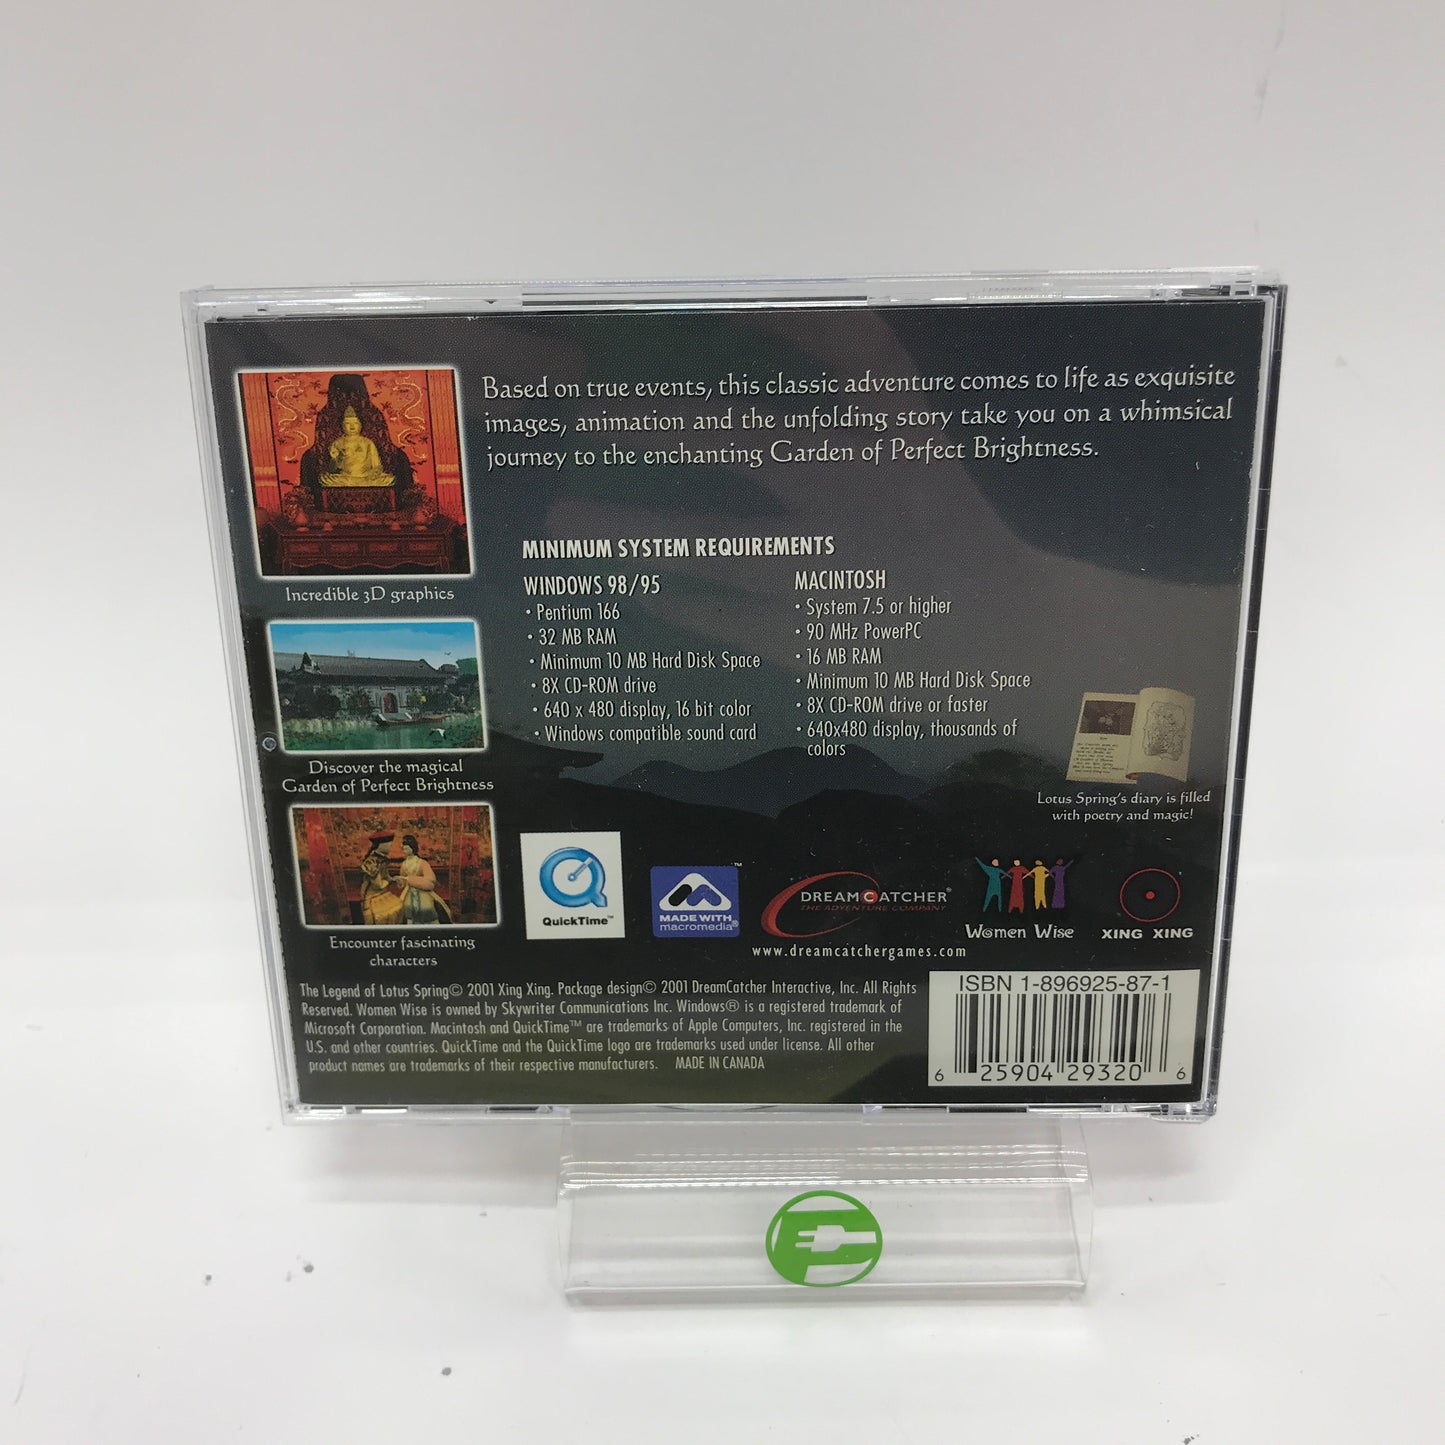 Based on true events, this classic adventure comes to life as exquisite
images, animation and the unfolding story take you on a whimsical
journey to the enchanting Garden of Perfect Brightness.
Incredible 3D graphics
Discover the magical
Garden of Perfect Brightness
Encounter fascinating
characters
MINIMUM SYSTEM REQUIREMENTS
WINDOWS 98/95
• Pentium 166
• 32 MB RAM
• Minimum 10 MB Hard Disk Space
• 8X CD-ROM drive
• 640 x 480 display, 16 bit color
• Windows compatible sound card
MACINTOSH
• System 7.5 or higher
• 90 MHz PowerPC
• 16 MB RAM
• Minimum 10 MB Hard Disk Space
• 8X CD-ROM drive or faster
• 640x480 display, thousands of
colors
Lotus Spring's diary is filled
with poetry and magic!
QuickTime™
MADE WITH
macromedia®
™
DREAMCATCHER®
THE ADVENTURE COMPANY
www.dreamcatchergames.com
Women Wise
XING XING
The Legend of Lotus Spring© 2001 Xing Xing. Package design© 2001 DreamCatcher Interactive, Inc. All Rights
Reserved. Women Wise is owned by Skywriter Communications Inc. Windows® is a registered trademark of
Microsoft Corporation. Macintosh and QuickTime™ are trademarks of Apple Computers, Inc. registered in the
U.S. and other countries. QuickTime and the QuickTime logo are trademarks used under license. All other
product names are trademarks of their respective manufacturers. MADE IN CANADA
ISBN 1-896925-87-1
6 25904 29320 6